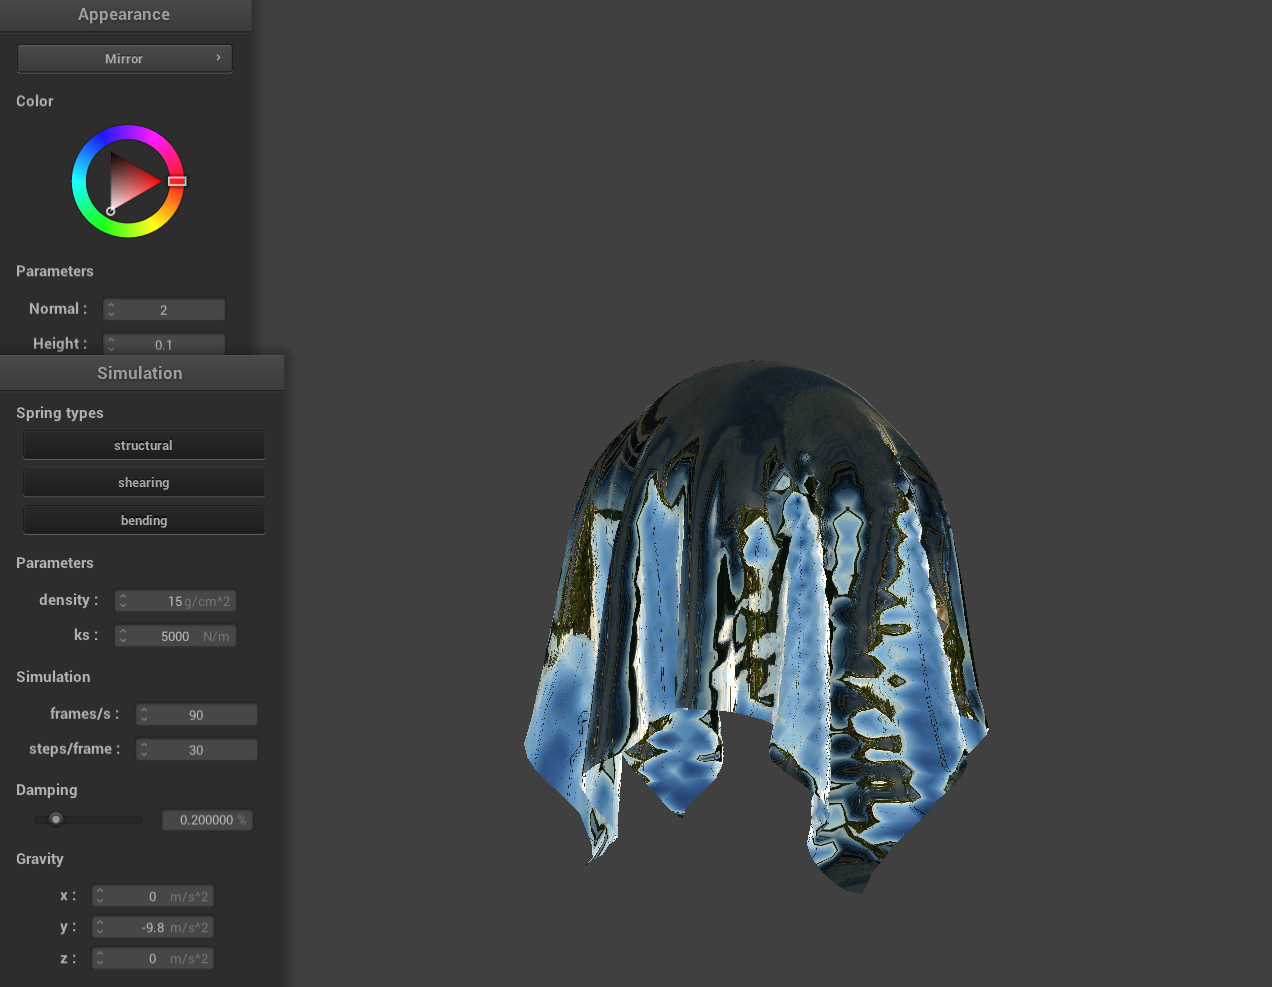 Appearance
Mirror
Color
Parameters
Normal : 2
Height : 0.1
Simulation
Spring types
structural
shearing
bending
Parameters
density : 15 g/cm^2
ks : 5000 N/m
Simulation
frames/s : 90
steps/frame : 30
Damping
0.200000 %
Gravity
x : 0 m/s^2
y : -9.8 m/s^2
z : 0 m/s^2